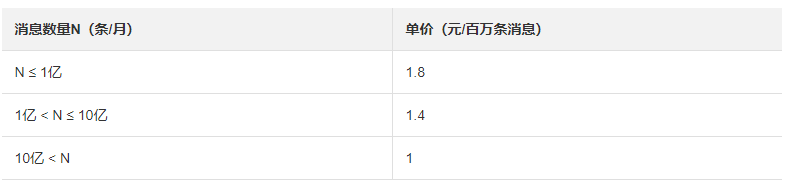 消息数量N（条/月） 单价（元/百万条消息）
N ≤ 1亿 1.8
1亿 < N ≤ 10亿 1.4
10亿 < N 1